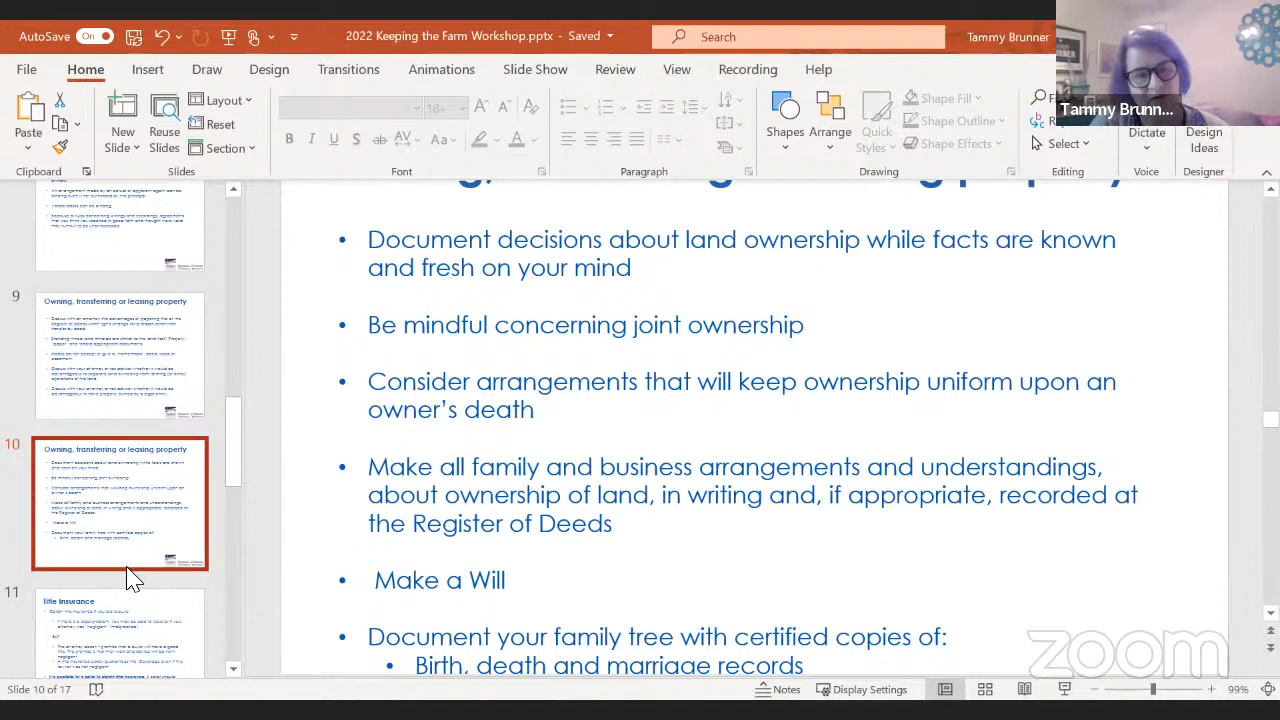 AutoSave On 2022 Keeping the Farm Workshop.pptx - Saved Search Tammy Brunner
File Home Insert Draw Design Transitions Animations Slide Show Review View Recording Help
Tammy Brunn...
Paste New Slide Reuse Slides Layout Reset Section
18
B I U S ab AV Aa A
Shapes Arrange Quick Styles Shape Fill Shape Outline Shape Effects
Select
Dictate Design Ideas
Clipboard Slides Font Paragraph Drawing Editing Voice Designer
9
Owning, transferring or leasing property
10
Owning, transferring or leasing property
Make a Will
11
Title Insurance
• Document decisions about land ownership while facts are known
and fresh on your mind
• Be mindful concerning joint ownership
• Consider arrangements that will keep ownership uniform upon an
owner's death
• Make all family and business arrangements and understandings,
about ownership of land, in writing and, if appropriate, recorded at
the Register of Deeds
• Make a Will
• Document your family tree with certified copies of:
• Birth, death and marriage records
zoom
Slide 10 of 17 Notes Display Settings 99%